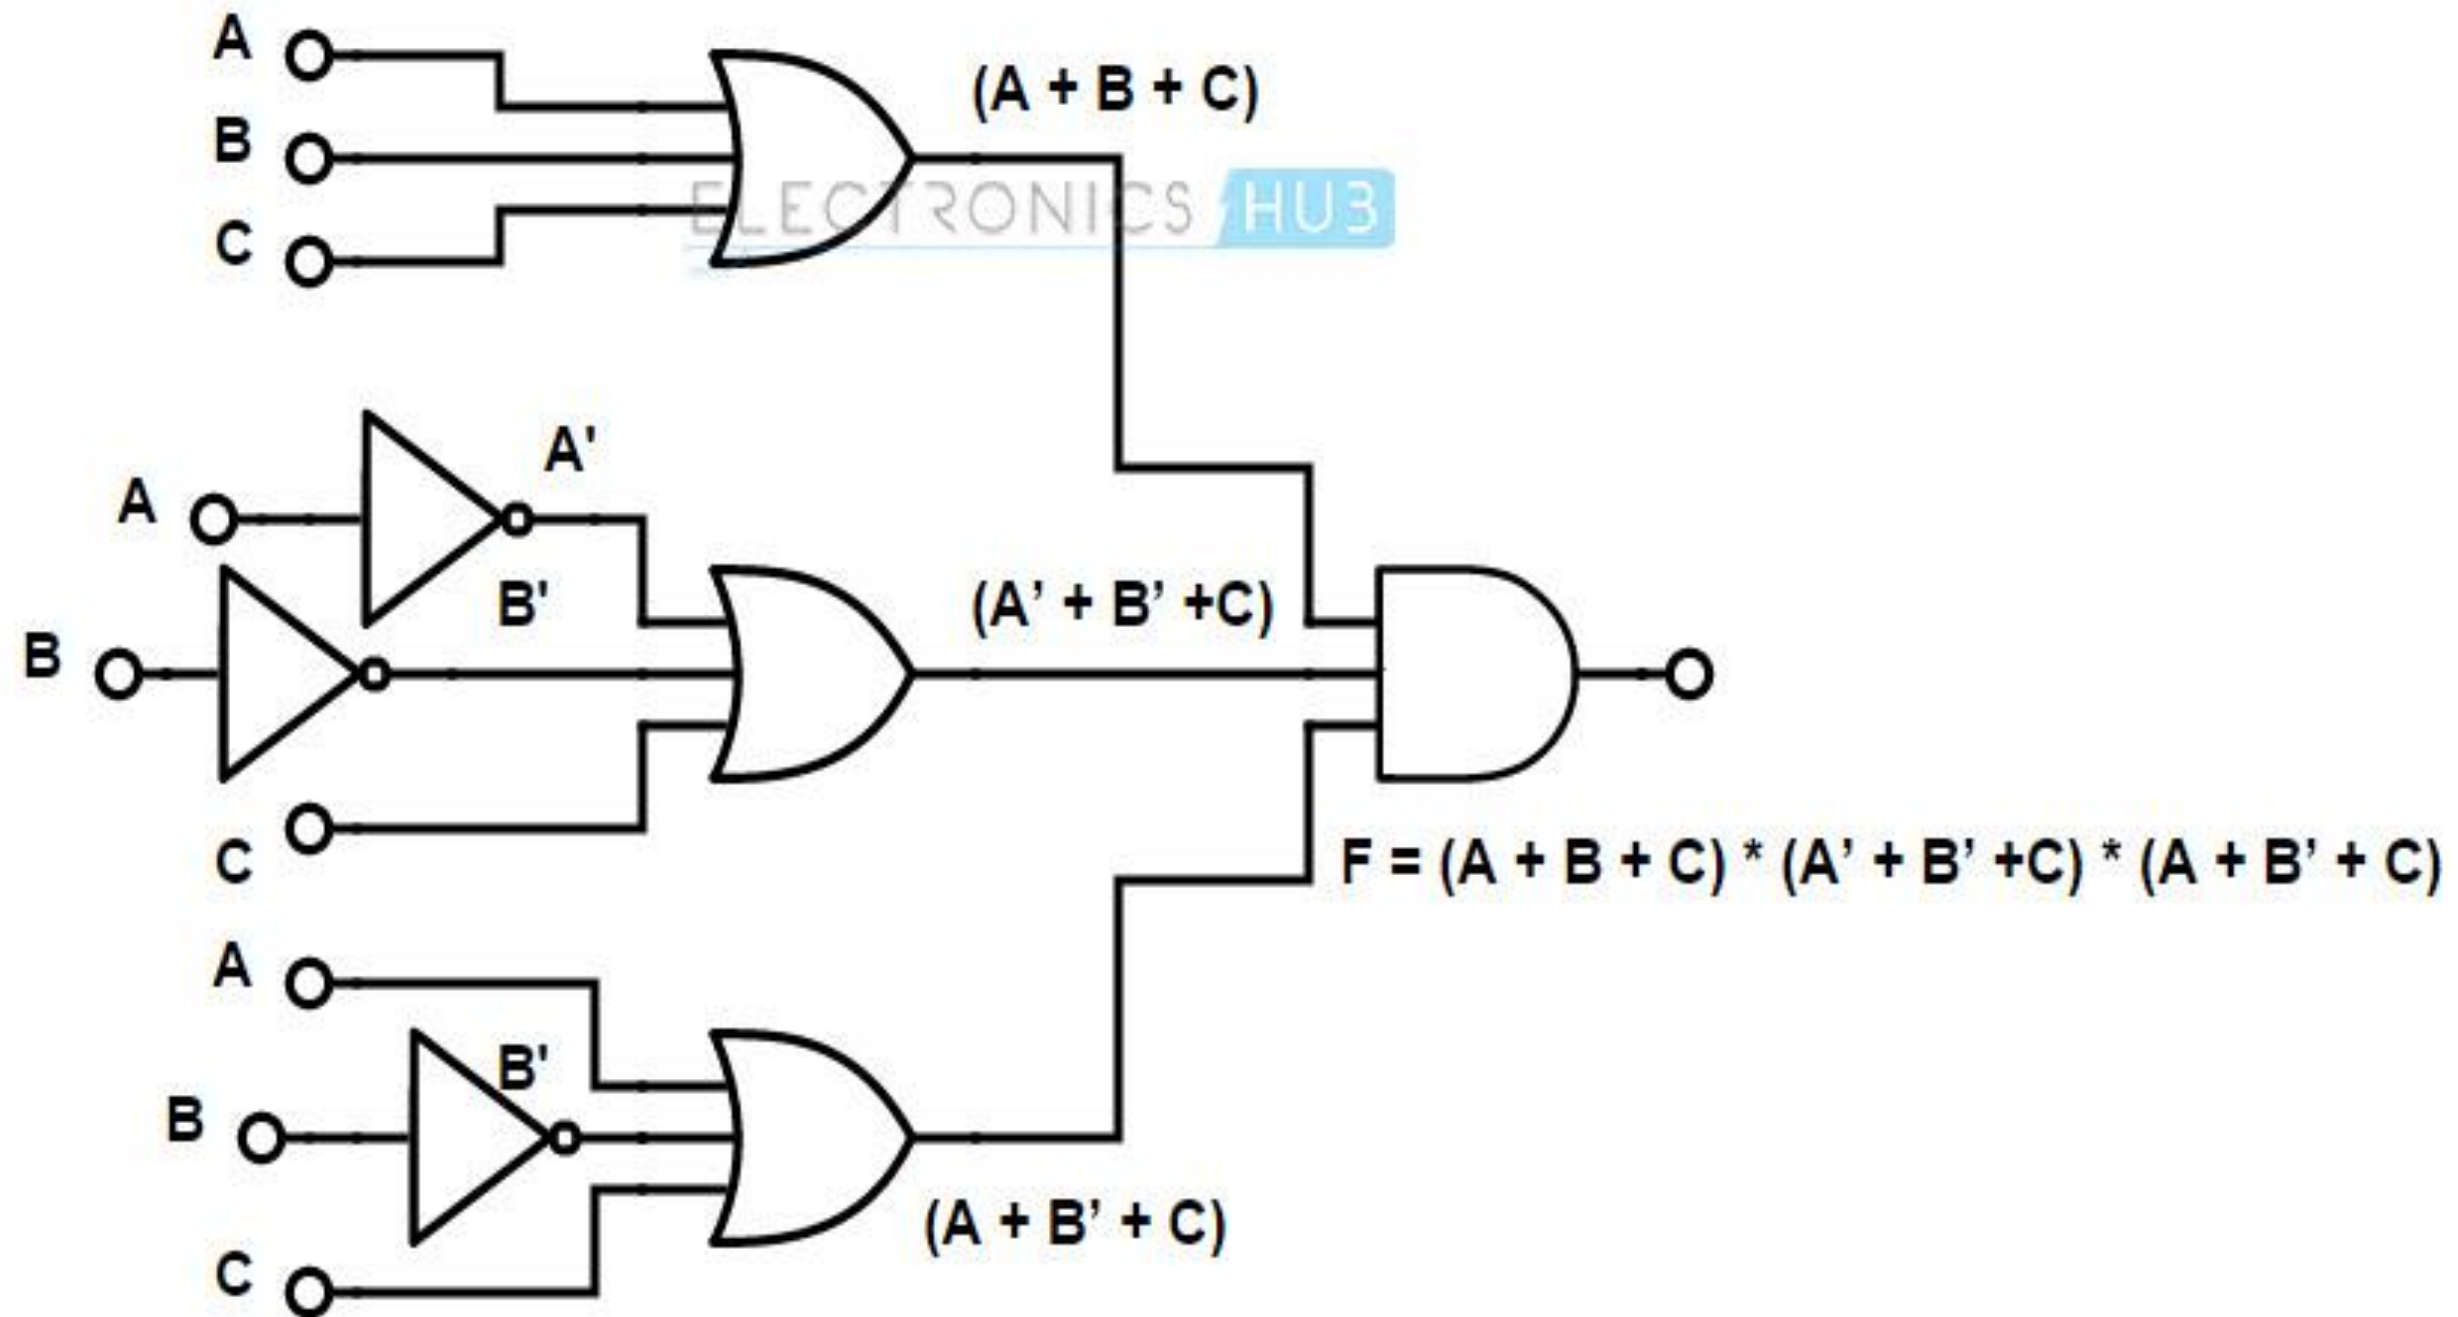 A
(A + B + C)
B
ELECTRONICS HUB
C
A'
A
B'
(A’ + B’ +C)
B
C
F = (A + B + C) * (A’ + B’ +C) * (A + B’ + C)
A
B'
B
(A + B’ + C)
C